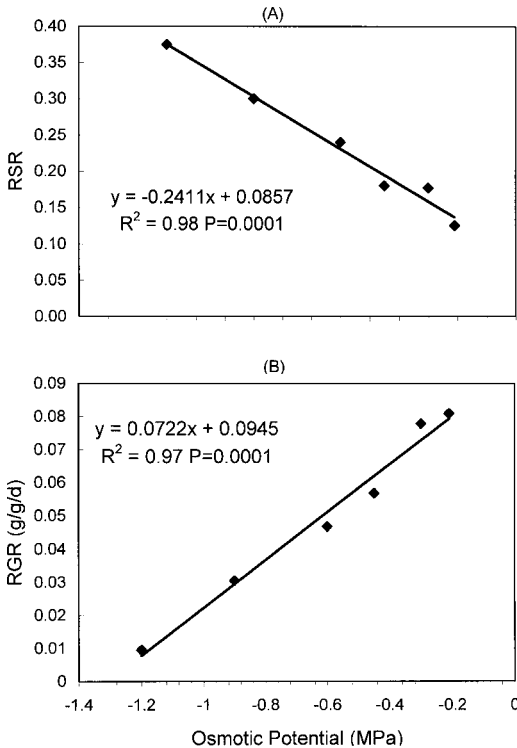 (A)
0.40
0.35
0.30
0.25
0.20
0.15
0.10
0.05
0.00
RSR
y = -0.2411x + 0.0857
R² = 0.98 P=0.0001
(B)
0.09
0.08
0.07
0.06
0.05
0.04
0.03
0.02
0.01
0
RGR (g/g/d)
y = 0.0722x + 0.0945
R² = 0.97 P=0.0001
-1.4 -1.2 -1 -0.8 -0.6 -0.4 -0.2 0
Osmotic Potential (MPa)